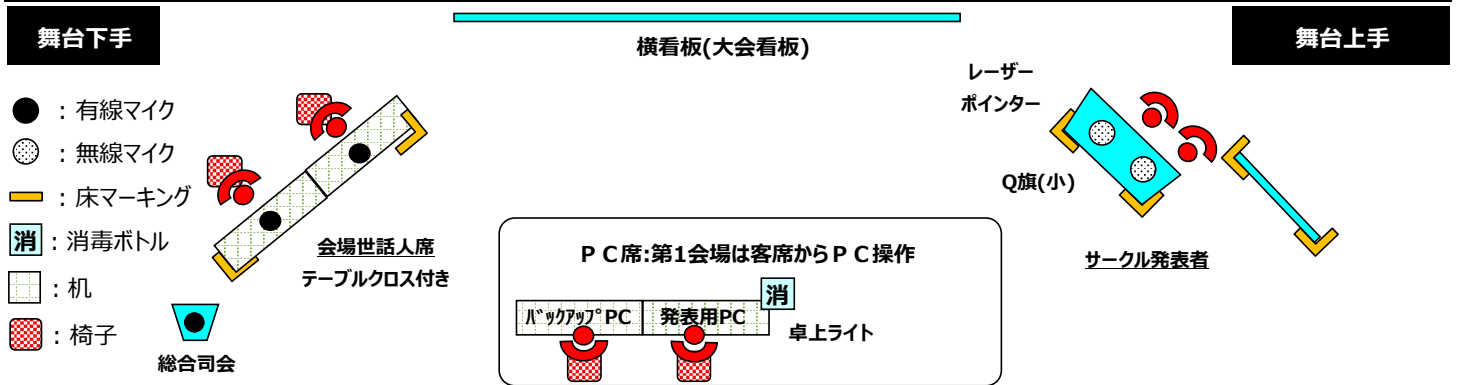 舞台下手
横看板(大会看板)
舞台上手
レーザー
ポインター
：有線マイク
：無線マイク
：床マーキング
消：消毒ボトル
：机
：椅子
会場世話人席
テーブルクロス付き
総合司会
ＰＣ席:第1会場は客席からＰＣ操作
消
ﾊﾞｯｸｱｯﾌﾟPC
発表用PC
卓上ライト
Q旗(小)
サークル発表者